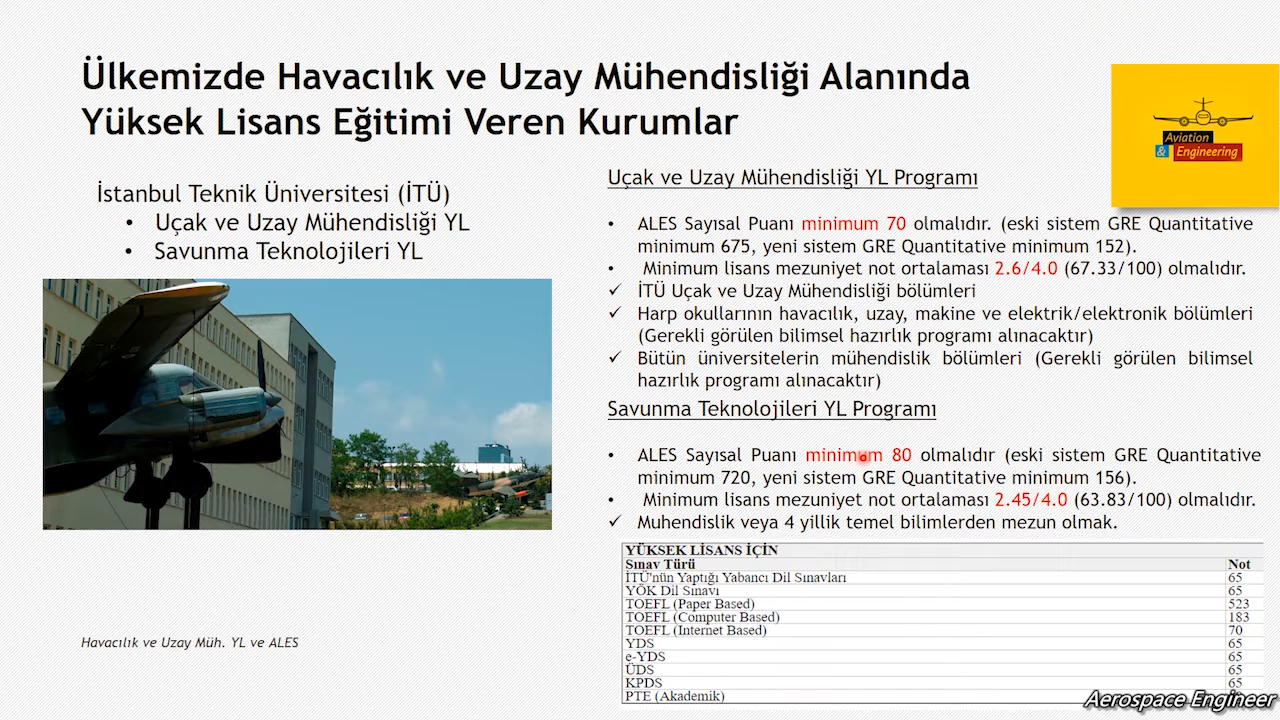 Ülkemizde Havacılık ve Uzay Mühendisliği Alanında
Yüksek Lisans Eğitimi Veren Kurumlar
Aviation
& Engineering
İstanbul Teknik Üniversitesi (İTÜ)
• Uçak ve Uzay Mühendisliği YL
• Savunma Teknolojileri YL
Uçak ve Uzay Mühendisliği YL Programı
• ALES Sayısal Puanı minimum 70 olmalıdır. (eski sistem GRE Quantitative
minimum 675, yeni sistem GRE Quantitative minimum 152).
• Minimum lisans mezuniyet not ortalaması 2.6/4.0 (67.33/100) olmalıdır.
✓ İTÜ Uçak ve Uzay Mühendisliği bölümleri
✓ Harp okullarının havacılık, uzay, makine ve elektrik/elektronik bölümleri
(Gerekli görülen bilimsel hazırlık programı alınacaktır)
✓ Bütün üniversitelerin mühendislik bölümleri (Gerekli görülen bilimsel
hazırlık programı alınacaktır)
Savunma Teknolojileri YL Programı
• ALES Sayısal Puanı minimum 80 olmalıdır (eski sistem GRE Quantitative
minimum 720, yeni sistem GRE Quantitative minimum 156).
• Minimum lisans mezuniyet not ortalaması 2.45/4.0 (63.83/100) olmalıdır.
✓ Muhendislik veya 4 yillik temel bilimlerden mezun olmak.
YÜKSEK LİSANS İÇİN
Sınav Türü Not
İTÜ'nün Yaptığı Yabancı Dil Sınavları 65
YÖK Dil Sınavı 65
TOEFL (Paper Based) 523
TOEFL (Computer Based) 183
TOEFL (Internet Based) 70
YDS 65
e-YDS 65
ÜDS 65
KPDS 65
PTE (Akademik)
Havacılık ve Uzay Müh. YL ve ALES
Aerospace Engineer